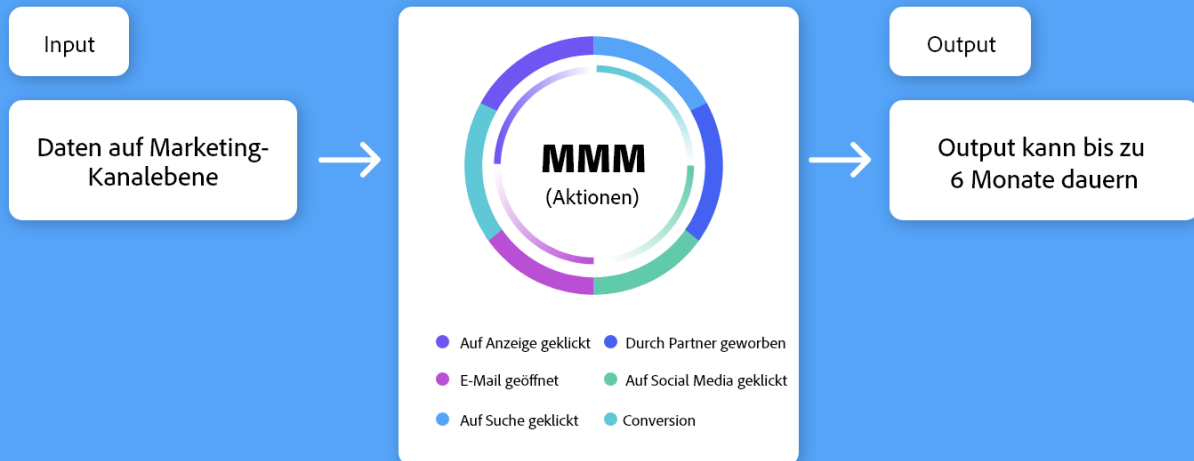 Input
Daten auf Marketing-
Kanalebene
MMM
(Aktionen)
Auf Anzeige geklickt
Durch Partner geworben
E-Mail geöffnet
Auf Social Media geklickt
Auf Suche geklickt
Conversion
Output
Output kann bis zu
6 Monate dauern